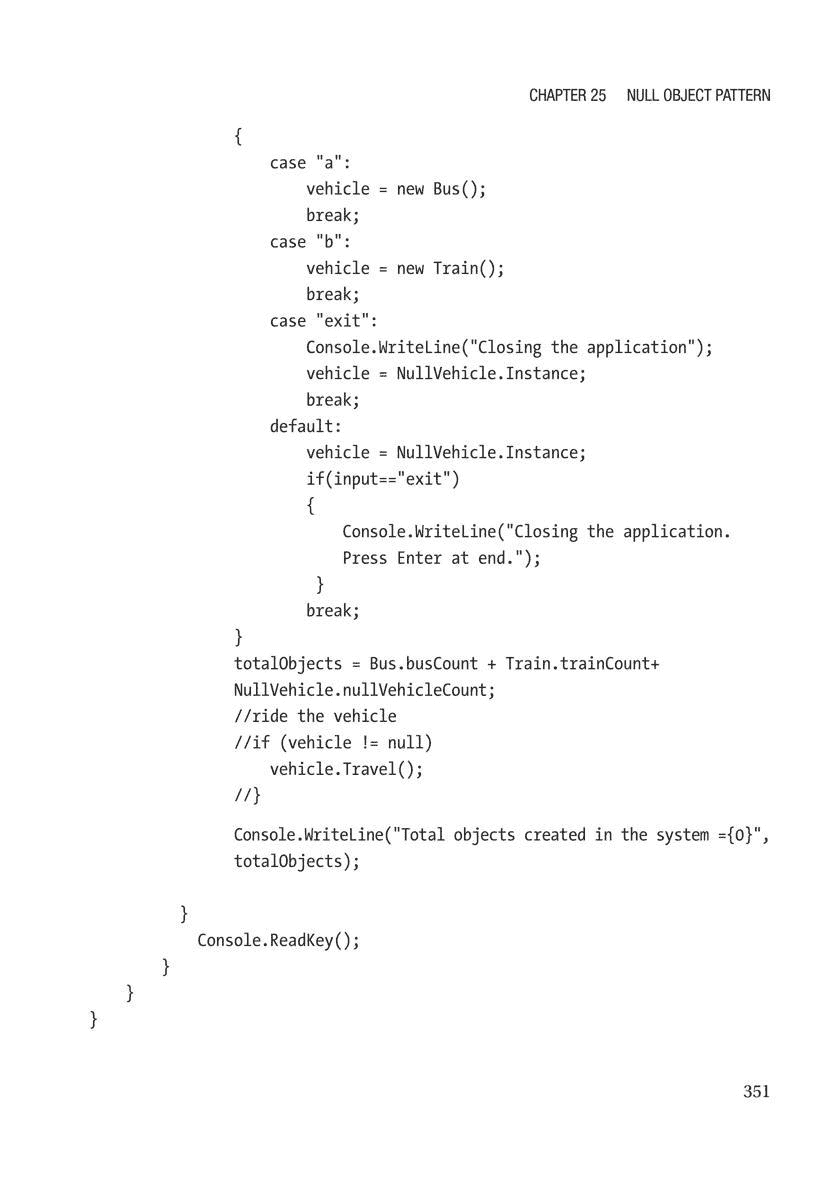 CHAPTER 25 NULL OBJECT PATTERN
{
case "a":
vehicle = new Bus();
break;
case "b":
vehicle = new Train();
break;
case "exit":
Console.WriteLine("Closing the application");
vehicle = NullVehicle.Instance;
break;
default:
vehicle = NullVehicle.Instance;
if(input=="exit")
{
Console.WriteLine("Closing the application.
Press Enter at end.");
}
break;
}
totalObjects = Bus.busCount + Train.trainCount+
NullVehicle.nullVehicleCount;
//ride the vehicle
//if (vehicle != null)
vehicle.Travel();
//}
Console.WriteLine("Total objects created in the system ={0}",
totalObjects);
}
Console.ReadKey();
}
}
}
351